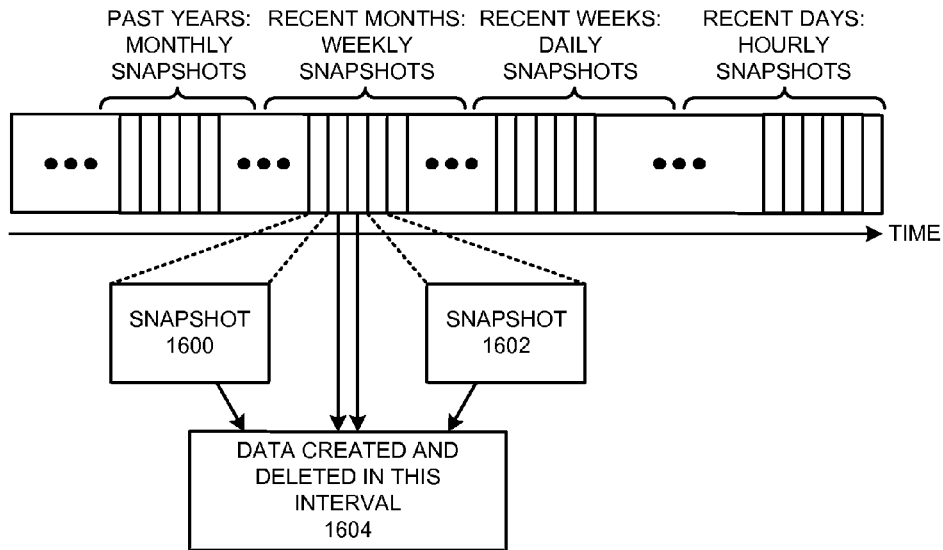 PAST YEARS:
MONTHLY
SNAPSHOTS
RECENT MONTHS:
WEEKLY
SNAPSHOTS
RECENT WEEKS:
DAILY
SNAPSHOTS
RECENT DAYS:
HOURLY
SNAPSHOTS
TIME
SNAPSHOT
1600
SNAPSHOT
1602
DATA CREATED AND
DELETED IN THIS
INTERVAL
1604